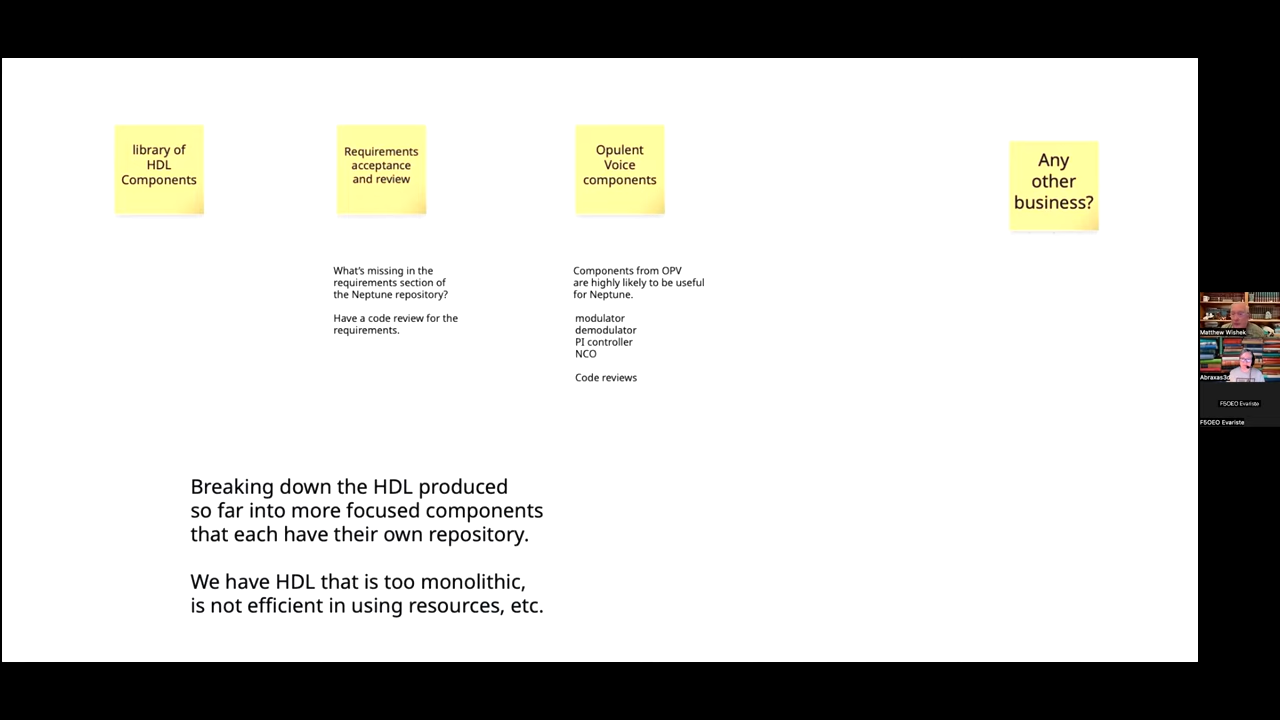 library of
HDL
Components
Requirements
acceptance
and review
Opulent
Voice
components
Any
other
business?
What's missing in the
requirements section of
the Neptune repository?
Have a code review for the
requirements.
Components from OPV
are highly likely to be useful
for Neptune.
modulator
demodulator
PI controller
NCO
Code reviews
Breaking down the HDL produced
so far into more focused components
that each have their own repository.
We have HDL that is too monolithic,
is not efficient in using resources, etc.
Matthew Wishek
Abraxas3d
F5OEO Evariste
F5OEO Evariste